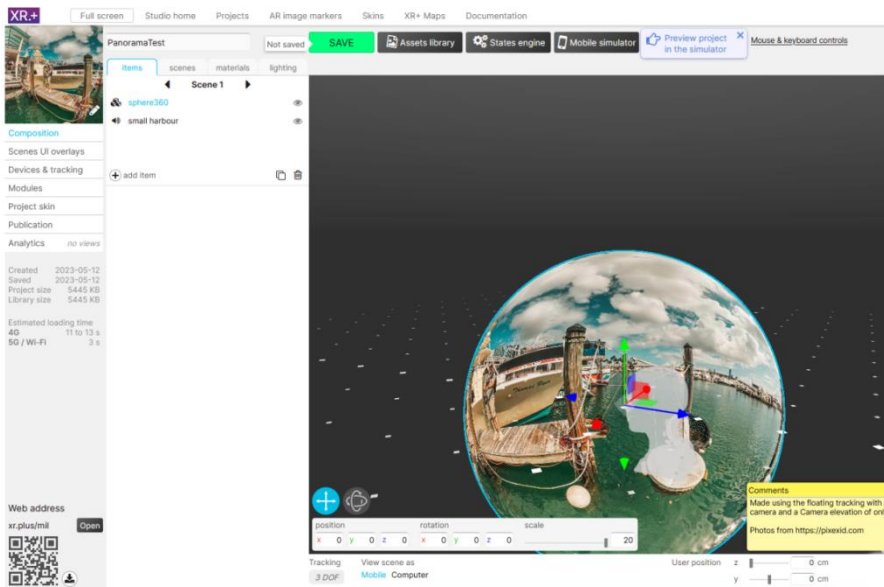 XR.+
Full screen
Studio home
Projects
AR image markers
Skins
XR+ Maps
Documentation
PanoramaTest
Not saved
SAVE
Assets library
States engine
Mobile simulator
Preview project
in the simulator
Mouse & keyboard controls
items
scenes
materials
lighting
Scene 1
sphere360
small harbour
add item
Composition
Scenes UI overlays
Devices & tracking
Modules
Project skin
Publication
Analytics no views
Created 2023-05-12
Saved 2023-05-12
Project size 5445 KB
Library size 5445 KB
Estimated loading time
4G 11 to 13 s
5G / Wi-Fi 3 s
Web address
xr.plus/mil
Open
Comments
Made using the floating tracking with
camera and a Camera elevation of onl
Photos from https://pixexid.com
position
rotation
scale
x 0 y 0 z 0
x 0 y 0 z 0
20
Tracking
3 DOF
View scene as
Mobile Computer
User position
z 0 cm
y 0 cm